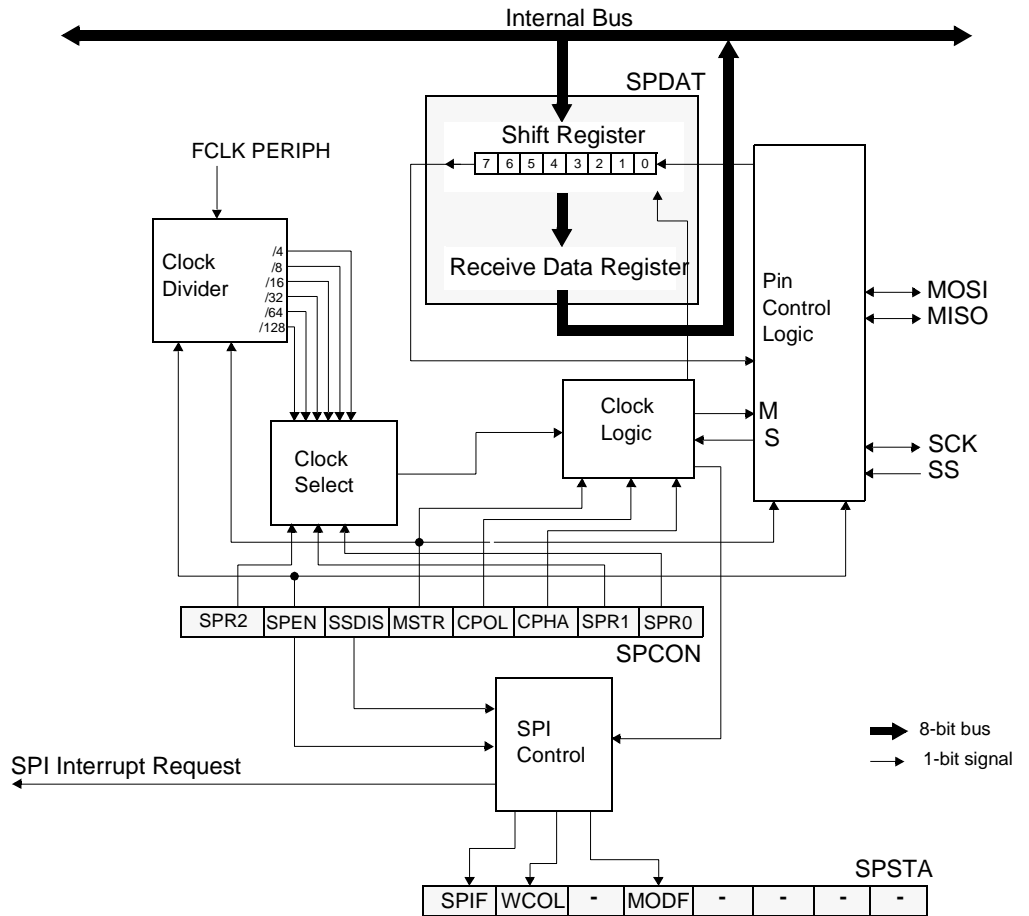 Internal Bus
SPDAT
Shift Register
7 6 5 4 3 2 1 0
FCLK PERIPH
Clock
Divider
/4
/8
/16
/32
/64
/128
Receive Data Register
Pin
Control
Logic
MOSI
MISO
Clock
Logic
M
S
SCK
SS
Clock
Select
SPR2 SPEN SSDIS MSTR CPOL CPHA SPR1 SPR0
SPCON
SPI
Control
8-bit bus
1-bit signal
SPI Interrupt Request
SPSTA
SPIF WCOL - MODF - - - -